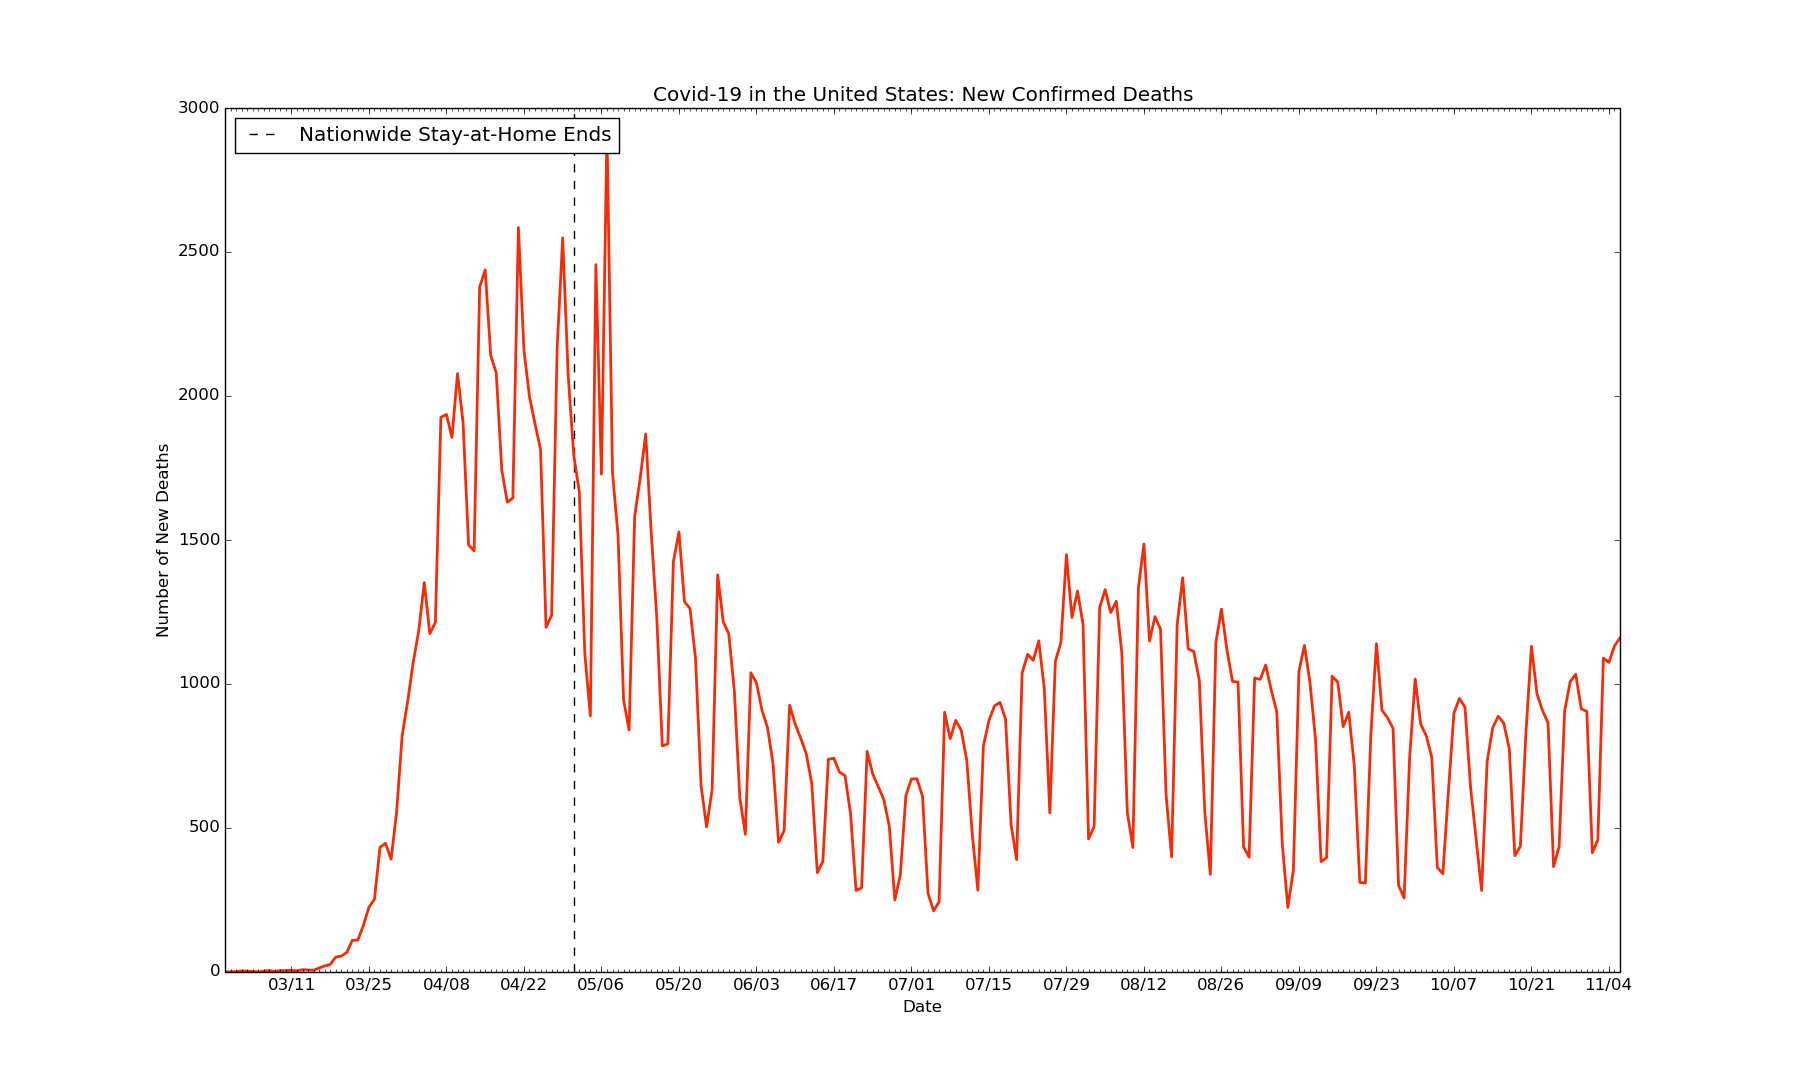 Covid-19 in the United States: New Confirmed Deaths
Nationwide Stay-at-Home Ends
Number of New Deaths
3000
2500
2000
1500
1000
500
0
03/11 03/25 04/08 04/22 05/06 05/20 06/03 06/17 07/01 07/15 07/29 08/12 08/26 09/09 09/23 10/07 10/21 11/04
Date